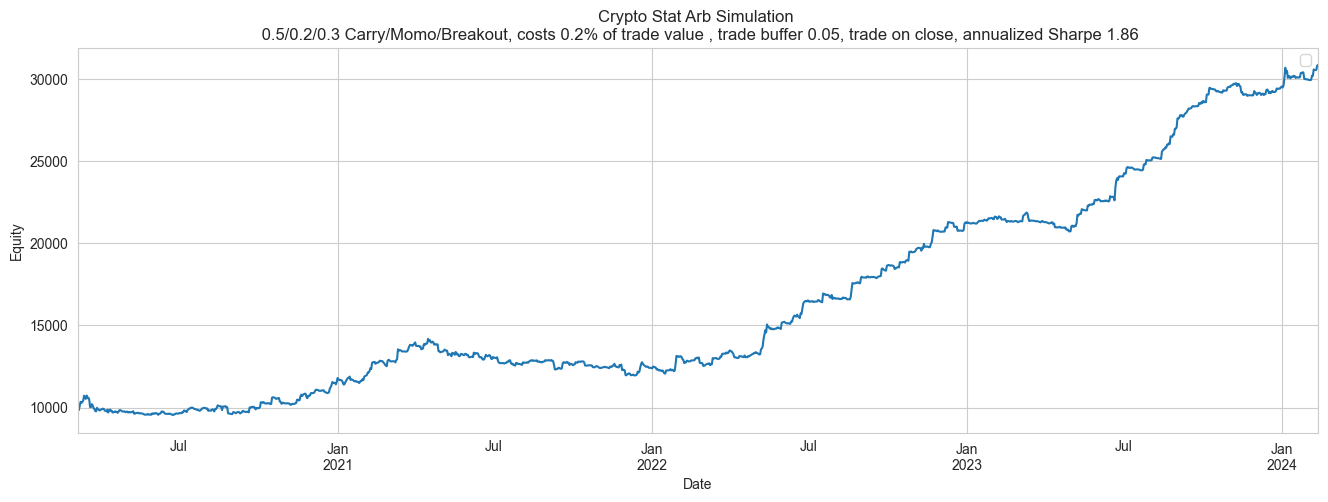 Crypto Stat Arb Simulation
0.5/0.2/0.3 Carry/Momo/Breakout, costs 0.2% of trade value , trade buffer 0.05, trade on close, annualized Sharpe 1.86
Equity
30000
25000
20000
15000
10000
Jul
Jan
2021
Jul
Jan
2022
Jul
Jan
2023
Jul
Jan
2024
Date